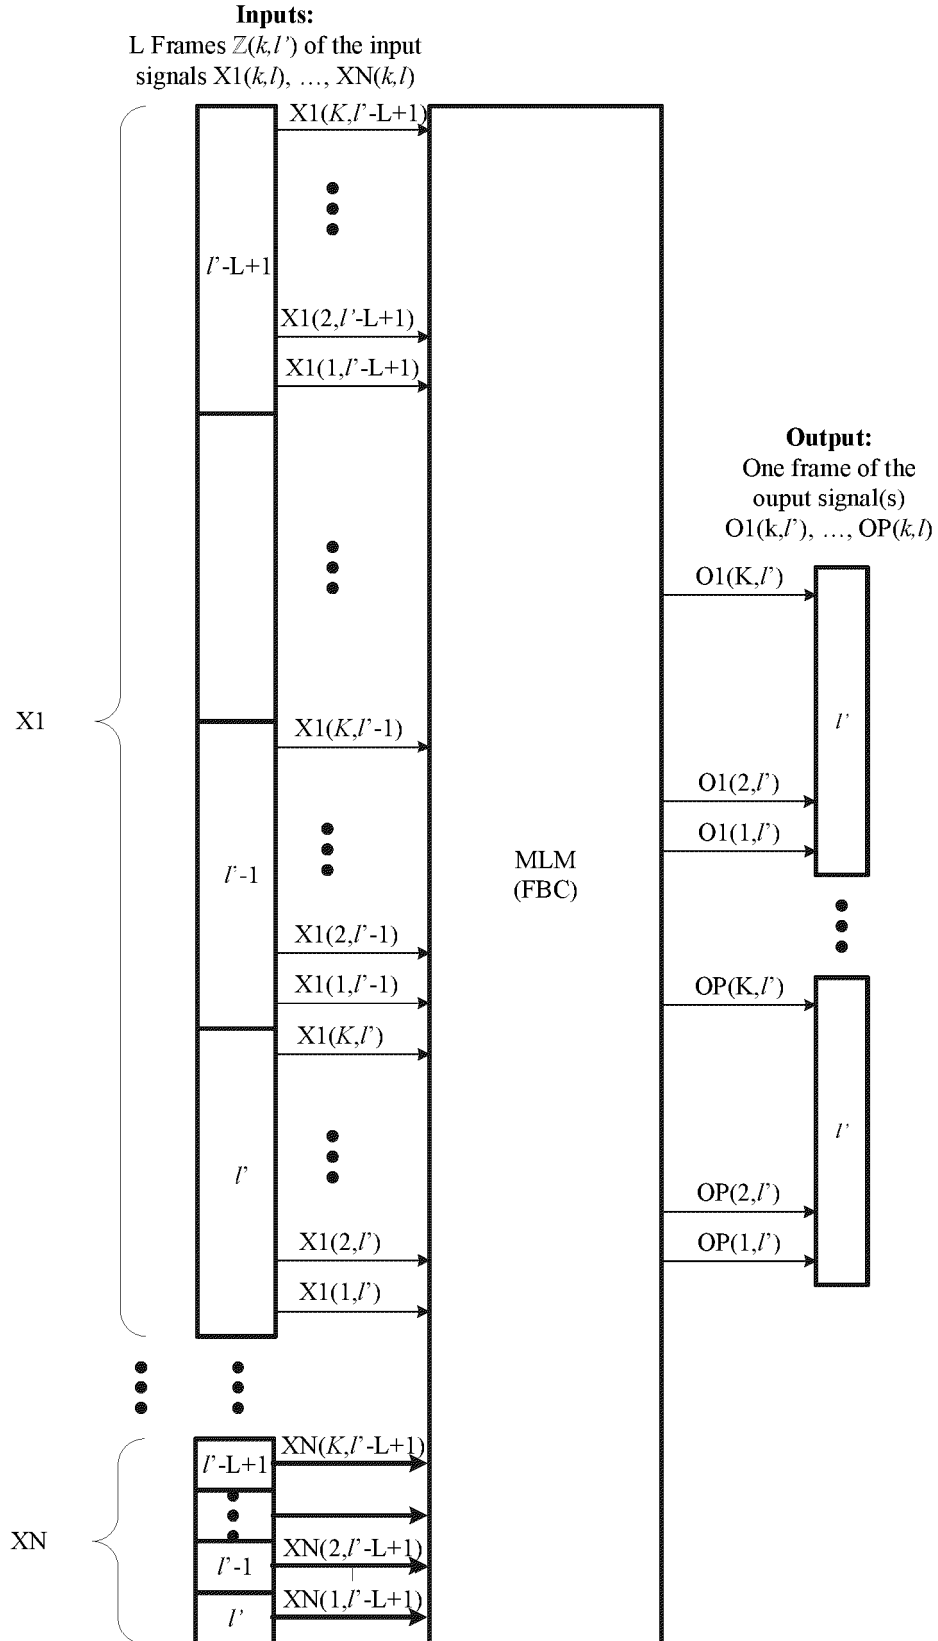 Inputs:
L Frames ℤ(k,l’) of the input
signals X1(k,l), …, XN(k,l)
X1(K,l’-L+1)
l’-L+1
X1(2,l’-L+1)
X1(1,l’-L+1)
Output:
One frame of the
ouput signal(s)
O1(k,l’), …, OP(k,l)
O1(K,l’)
X1
l’
X1(K,l’-1)
O1(2,l’)
O1(1,l’)
MLM
(FBC)
l’-1
X1(2,l’-1)
X1(1,l’-1)
OP(K,l’)
X1(K,l’)
l’
l’
OP(2,l’)
X1(2,l’)
OP(1,l’)
X1(1,l’)
XN(K,l’-L+1)
l’-L+1
XN
XN(2,l’-L+1)
l’-1
XN(1,l’-L+1)
l’